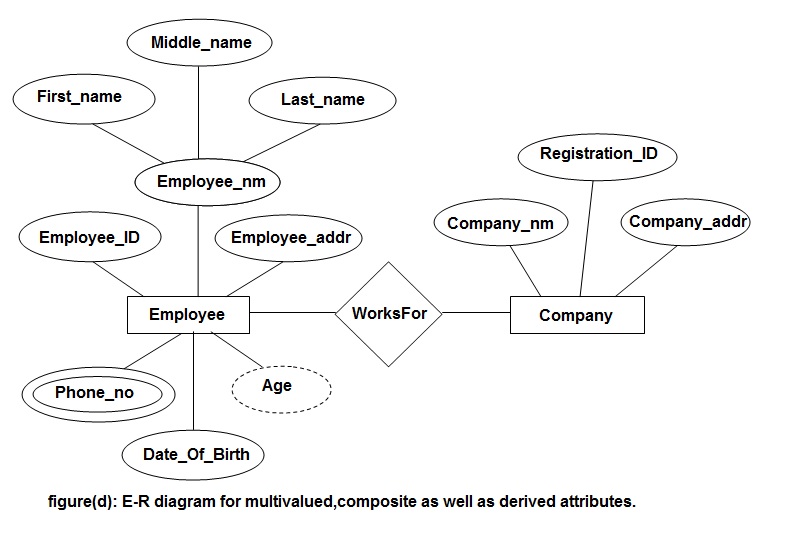 Middle_name
First_name
Last_name
Employee_nm
Employee_ID
Employee_addr
Registration_ID
Company_nm
Company_addr
Employee
WorksFor
Company
Phone_no
Age
Date_Of_Birth
figure(d): E-R diagram for multivalued,composite as well as derived attributes.